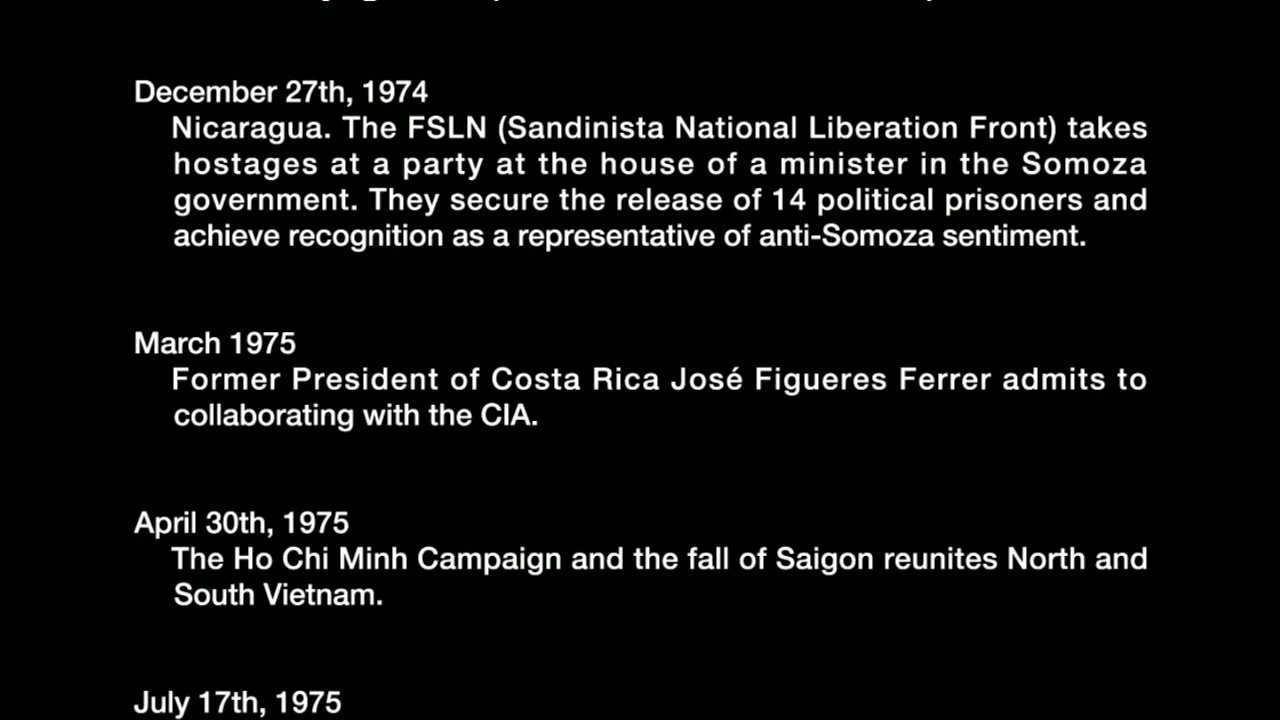 December 27th, 1974
Nicaragua. The FSLN (Sandinista National Liberation Front) takes
hostages at a party at the house of a minister in the Somoza
government. They secure the release of 14 political prisoners and
achieve recognition as a representative of anti-Somoza sentiment.
March 1975
Former President of Costa Rica José Figueres Ferrer admits to
collaborating with the CIA.
April 30th, 1975
The Ho Chi Minh Campaign and the fall of Saigon reunites North and
South Vietnam.
July 17th, 1975